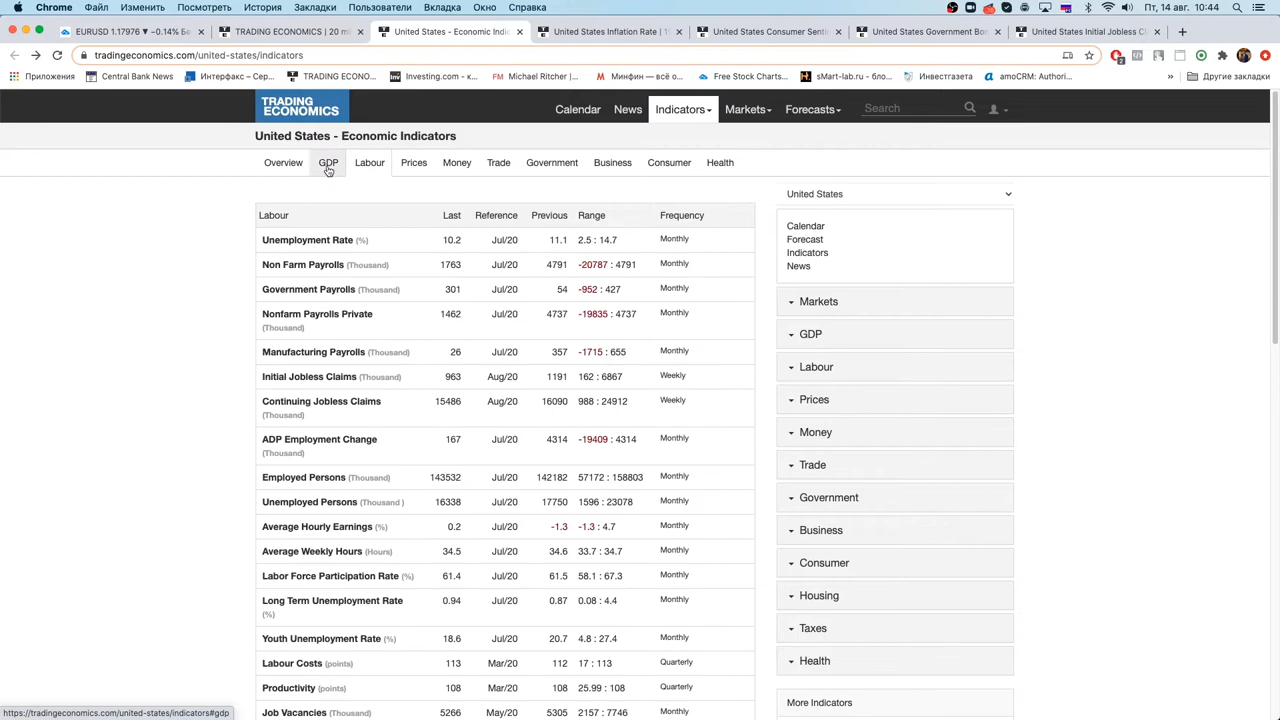 Chrome Файл Изменить Посмотреть История Закладки Пользователи Вкладка Окно Справка
Пт, 14 авг. 10:44
EURUSD 1.17976 ▼ −0.14% Бе
TRADING ECONOMICS | 20 mi
United States - Economic Indic
United States Inflation Rate | 1
United States Consumer Senti
United States Government Bon
United States Initial Jobless Cl
tradingeconomics.com/united-states/indicators
2
Приложения
Central Bank News
Интерфакс – Сер...
TRADING ECONO...
Investing.com - к...
Michael Ritcher |...
Минфин — всё о...
Free Stock Charts...
sMart-lab.ru - бло...
Инвестгазета
amoCRM: Authori...
»
Другие закладки
TRADING
ECONOMICS
Calendar News Indicators Markets Forecasts Search
United States - Economic Indicators
Overview GDP Labour Prices Money Trade Government Business Consumer Health
Labour Last Reference Previous Range Frequency
Unemployment Rate (%) 10.2 Jul/20 11.1 2.5 : 14.7 Monthly
Non Farm Payrolls (Thousand) 1763 Jul/20 4791 -20787 : 4791 Monthly
Government Payrolls (Thousand) 301 Jul/20 54 -952 : 427 Monthly
Nonfarm Payrolls Private 1462 Jul/20 4737 -19835 : 4737 Monthly
(Thousand)
Manufacturing Payrolls (Thousand) 26 Jul/20 357 -1715 : 655 Monthly
Initial Jobless Claims (Thousand) 963 Aug/20 1191 162 : 6867 Weekly
Continuing Jobless Claims 15486 Aug/20 16090 988 : 24912 Weekly
(Thousand)
ADP Employment Change 167 Jul/20 4314 -19409 : 4314 Monthly
(Thousand)
Employed Persons (Thousand) 143532 Jul/20 142182 57172 : 158803 Monthly
Unemployed Persons (Thousand ) 16338 Jul/20 17750 1596 : 23078 Monthly
Average Hourly Earnings (%) 0.2 Jul/20 -1.3 -1.3 : 4.7 Monthly
Average Weekly Hours (Hours) 34.5 Jul/20 34.6 33.7 : 34.7 Monthly
Labor Force Participation Rate (%) 61.4 Jul/20 61.5 58.1 : 67.3 Monthly
Long Term Unemployment Rate 0.94 Jul/20 0.87 0.08 : 4.4 Monthly
(%)
Youth Unemployment Rate (%) 18.6 Jul/20 20.7 4.8 : 27.4 Monthly
Labour Costs (points) 113 Mar/20 112 17 : 113 Quarterly
Productivity (points) 108 Mar/20 108 25.99 : 108 Quarterly
Job Vacancies (Thousand) 5266 May/20 5305 2157 : 7746 Monthly
United States
Calendar
Forecast
Indicators
News
Markets
GDP
Labour
Prices
Money
Trade
Government
Business
Consumer
Housing
Taxes
Health
More Indicators
https://tradingeconomics.com/united-states/indicators#gdp